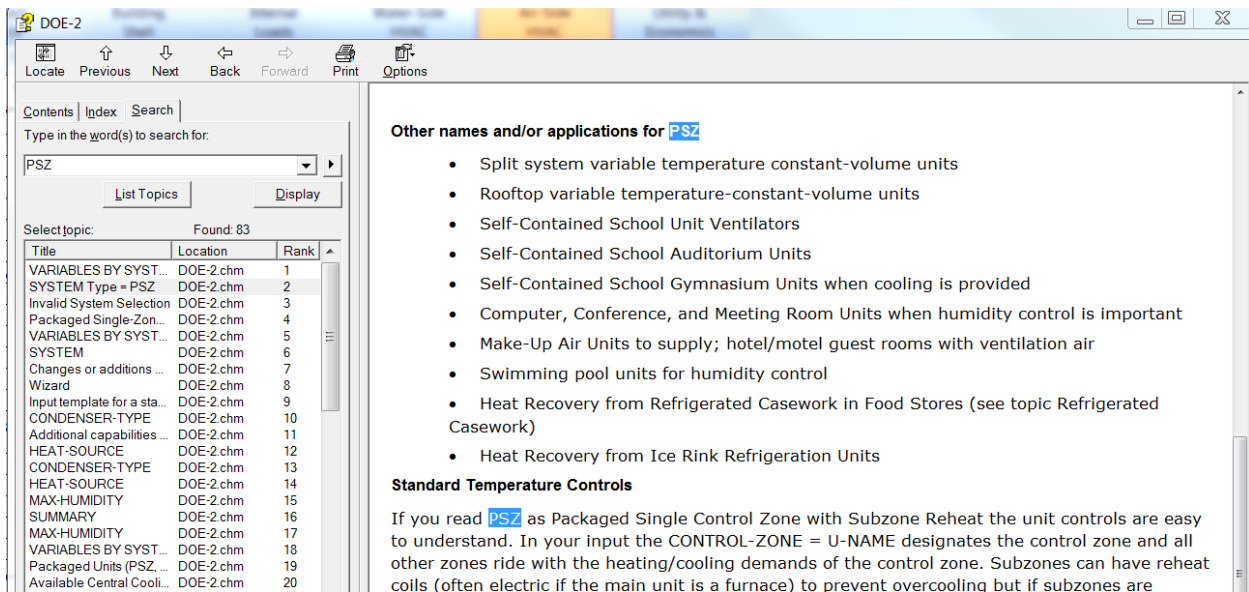 DOE-2
Building Internal Water-Side Air-Side Utility &
Shell Loads HVAC HVAC Economics
Locate Previous Next Back Forward Print Options
Contents Index Search
Type in the word(s) to search for:
PSZ
List Topics Display
Select topic: Found: 83
Title Location Rank
VARIABLES BY SYST... DOE-2.chm 1
SYSTEM Type = PSZ DOE-2.chm 2
Invalid System Selection DOE-2.chm 3
Packaged Single-Zon... DOE-2.chm 4
VARIABLES BY SYST... DOE-2.chm 5
SYSTEM DOE-2.chm 6
Changes or additions ... DOE-2.chm 7
Wizard DOE-2.chm 8
Input template for a sta... DOE-2.chm 9
CONDENSER-TYPE DOE-2.chm 10
Additional capabilities ... DOE-2.chm 11
HEAT-SOURCE DOE-2.chm 12
CONDENSER-TYPE DOE-2.chm 13
HEAT-SOURCE DOE-2.chm 14
MAX-HUMIDITY DOE-2.chm 15
SUMMARY DOE-2.chm 16
MAX-HUMIDITY DOE-2.chm 17
VARIABLES BY SYST... DOE-2.chm 18
Packaged Units (PSZ, ... DOE-2.chm 19
Available Central Cooli... DOE-2.chm 20
Other names and/or applications for PSZ
• Split system variable temperature constant-volume units
• Rooftop variable temperature-constant-volume units
• Self-Contained School Unit Ventilators
• Self-Contained School Auditorium Units
• Self-Contained School Gymnasium Units when cooling is provided
• Computer, Conference, and Meeting Room Units when humidity control is important
• Make-Up Air Units to supply; hotel/motel guest rooms with ventilation air
• Swimming pool units for humidity control
• Heat Recovery from Refrigerated Casework in Food Stores (see topic Refrigerated
Casework)
• Heat Recovery from Ice Rink Refrigeration Units
Standard Temperature Controls
If you read PSZ as Packaged Single Control Zone with Subzone Reheat the unit controls are easy
to understand. In your input the CONTROL-ZONE = U-NAME designates the control zone and all
other zones ride with the heating/cooling demands of the control zone. Subzones can have reheat
coils (often electric if the main unit is a furnace) to prevent overcooling but if subzones are